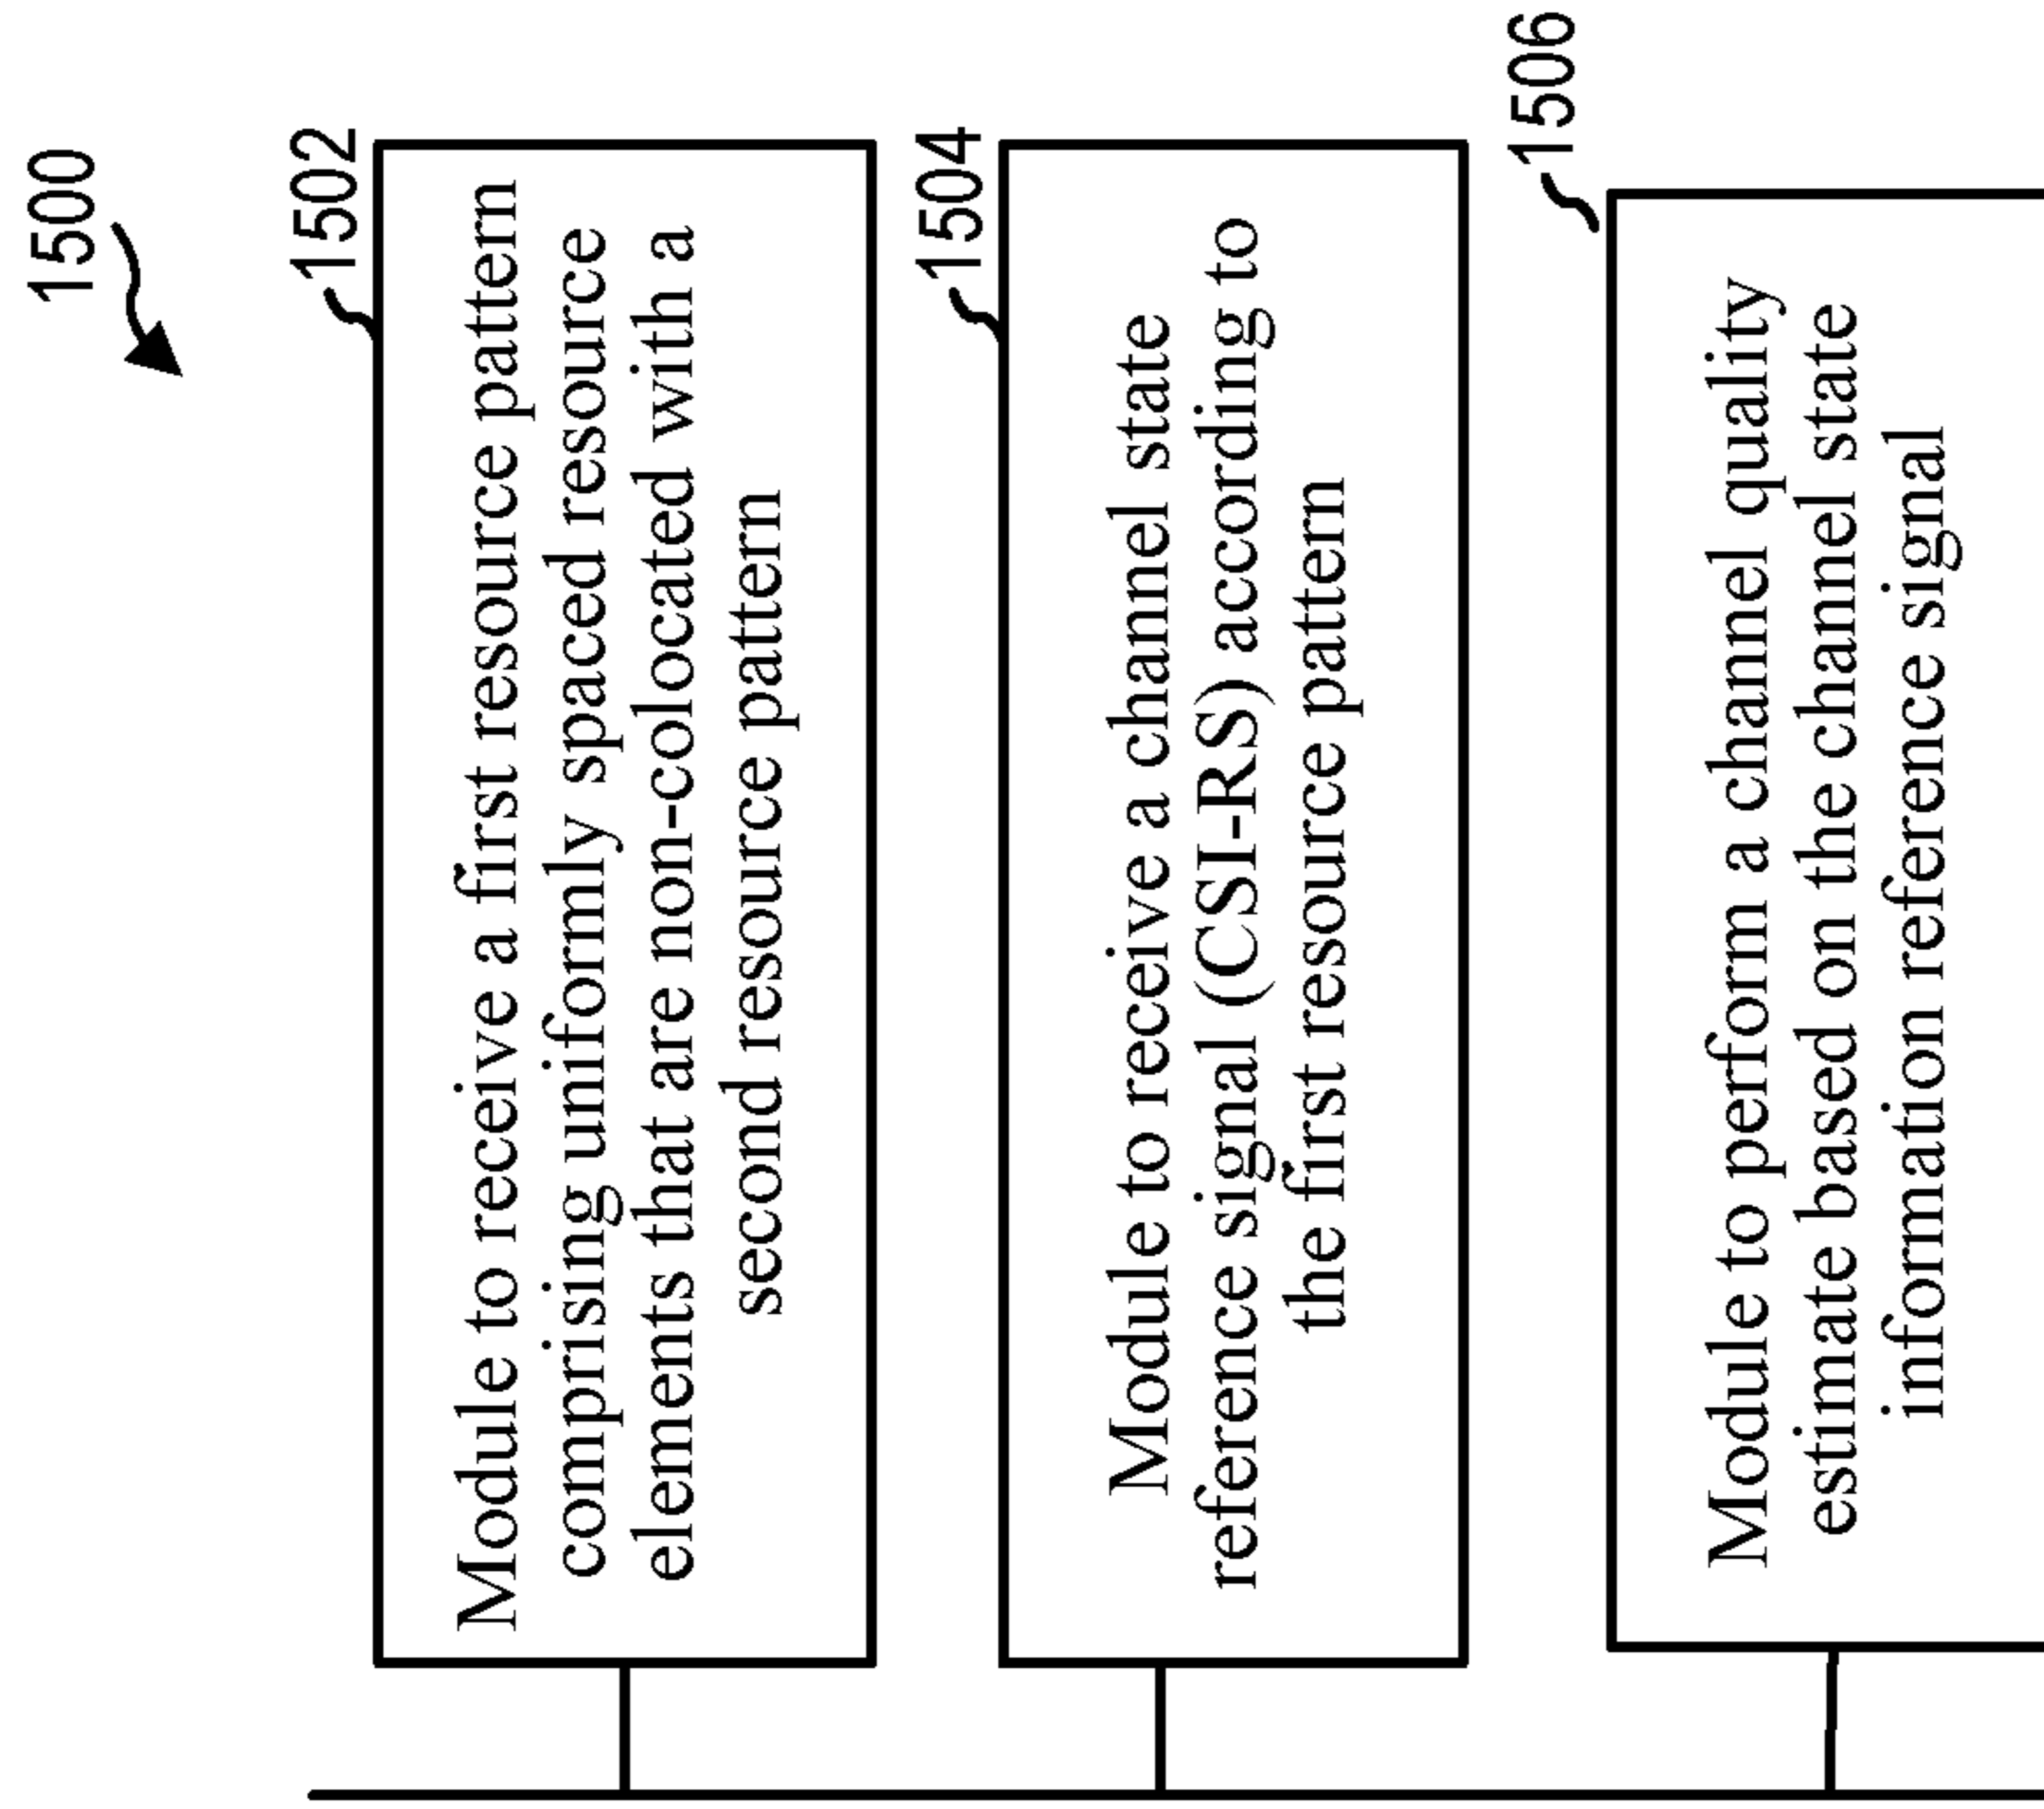 1500
1502
Module to receive a first resource pattern
comprising uniformly spaced resource
elements that are non-colocated with a
second resource pattern
1504
Module to receive a channel state
reference signal (CSI-RS) according to
the first resource pattern
1506
Module to perform a channel quality
estimate based on the channel state
information reference signal